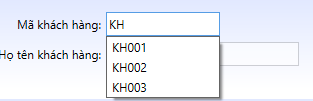 Mã khách hàng: KH
KH001
Họ tên khách hàng:
KH002
KH003